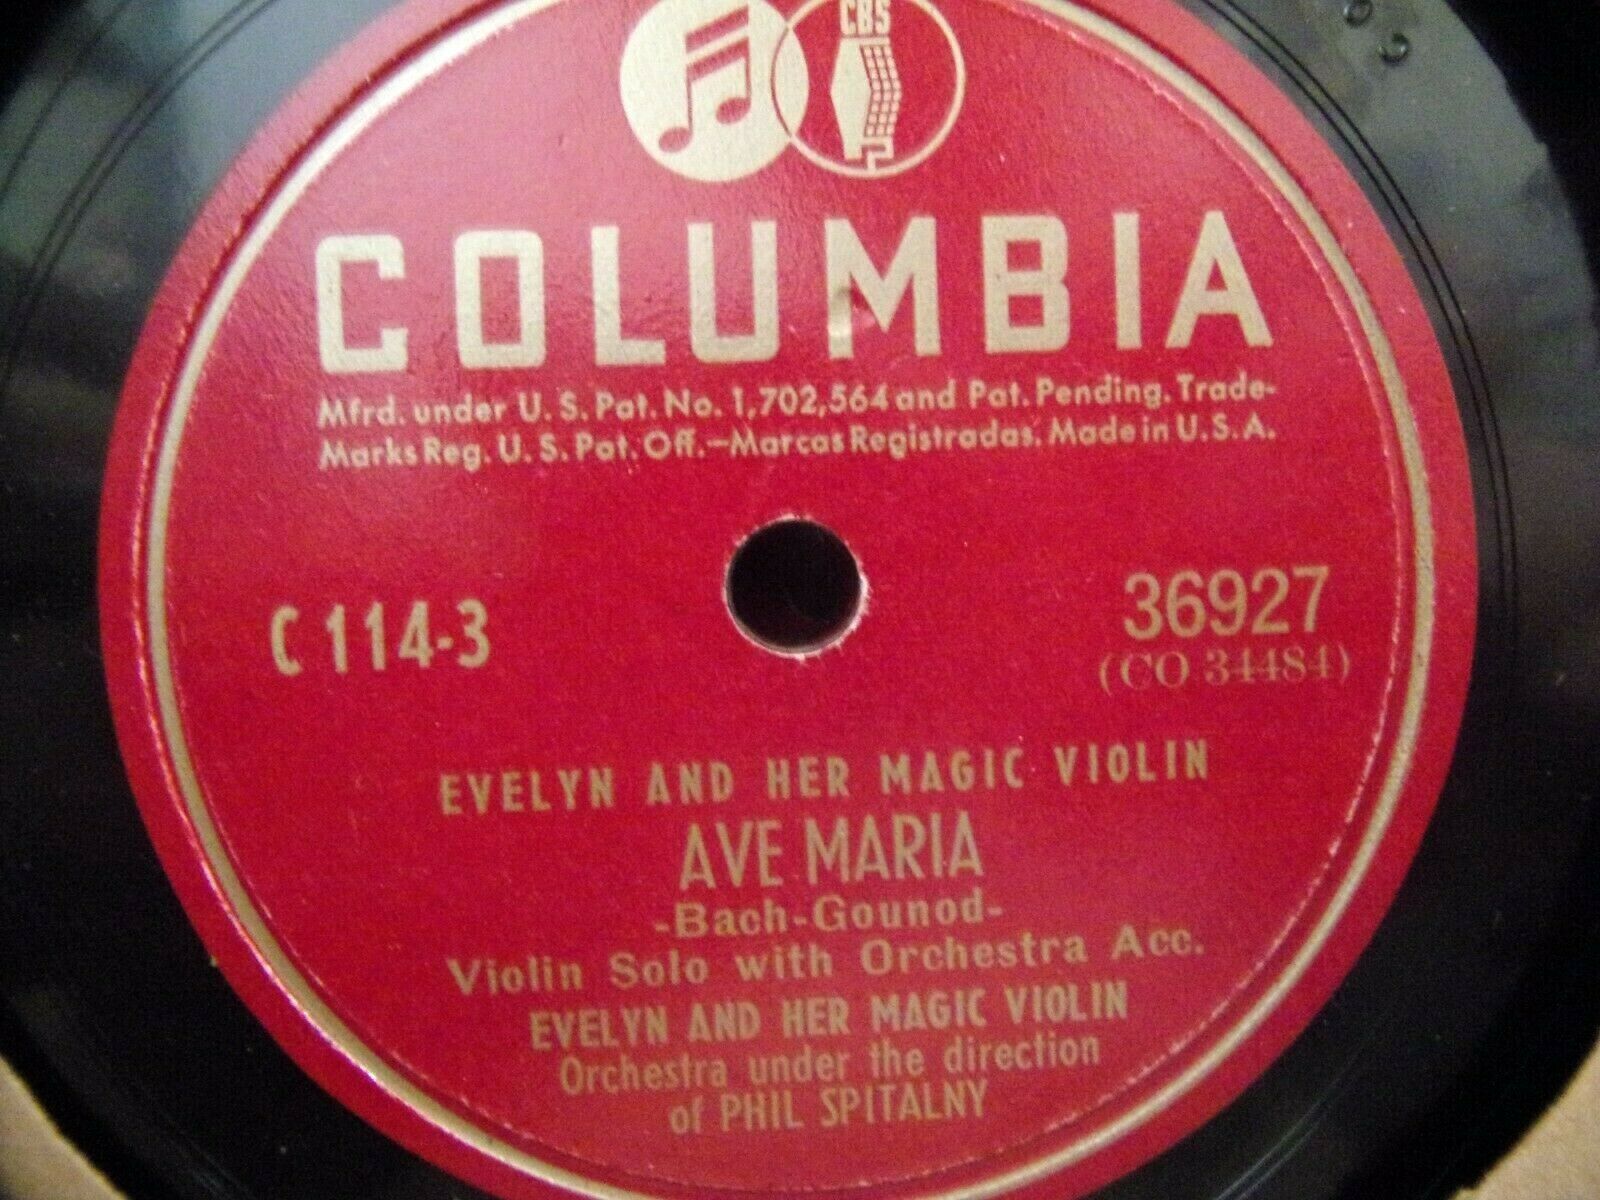 CBS
COLUMBIA
Mfrd. under U. S. Pat. No. 1,702,564 and Pat. Pending. Trade-
Marks Reg. U. S. Pat. Off.—Marcas Registradas. Made in U.S.A.
C 114-3
36927
(CO 34484)
EVELYN AND HER MAGIC VIOLIN
AVE MARIA
-Bach-Gounod-
Violin Solo with Orchestra Acc.
EVELYN AND HER MAGIC VIOLIN
Orchestra under the direction
of PHIL SPITALNY